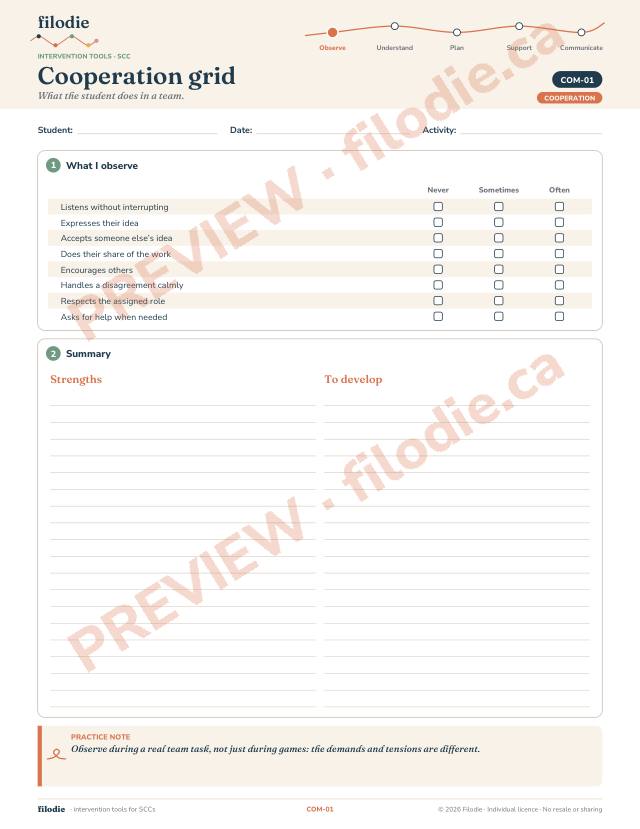 filodie
INTERVENTION TOOLS · SCC
Observe Understand Plan Support Communicate
Cooperation grid
What the student does in a team.
COM-01
COOPERATION
Student: Date: Activity:
1 What I observe
Never Sometimes Often
Listens without interrupting
Expresses their idea
Accepts someone else's idea
Does their share of the work
Encourages others
Handles a disagreement calmly
Respects the assigned role
Asks for help when needed
PREVIEW · filodie.ca
2 Summary
Strengths To develop
PREVIEW · filodie.ca
PRACTICE NOTE
Observe during a real team task, not just during games: the demands and tensions are different.
filodie · intervention tools for SCCs COM-01 © 2026 Filodie · Individual licence · No resale or sharing